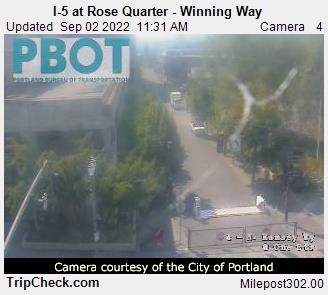 I-5 at Rose Quarter - Winning Way
Updated Sep 02 2022 11:31 AM Camera 4
PBOT
PORTLAND BUREAU OF TRANSPORTATION
Camera courtesy of the City of Portland
TripCheck.com Milepost302.00